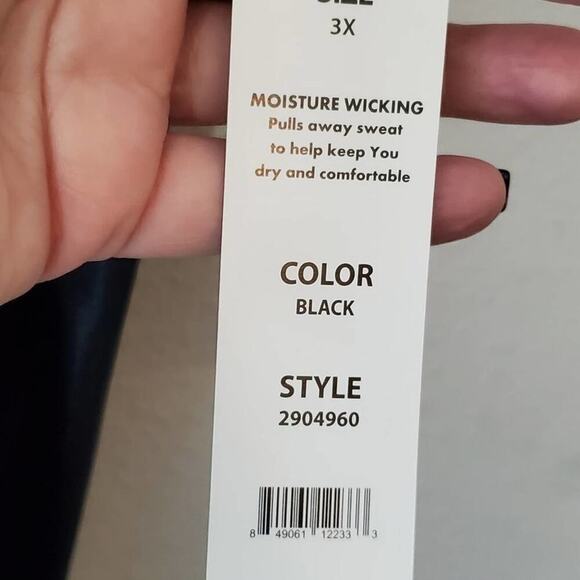 SIZE
3X
MOISTURE WICKING
Pulls away sweat
to help keep You
dry and comfortable
COLOR
BLACK
STYLE
2904960
8 49061 12233 3